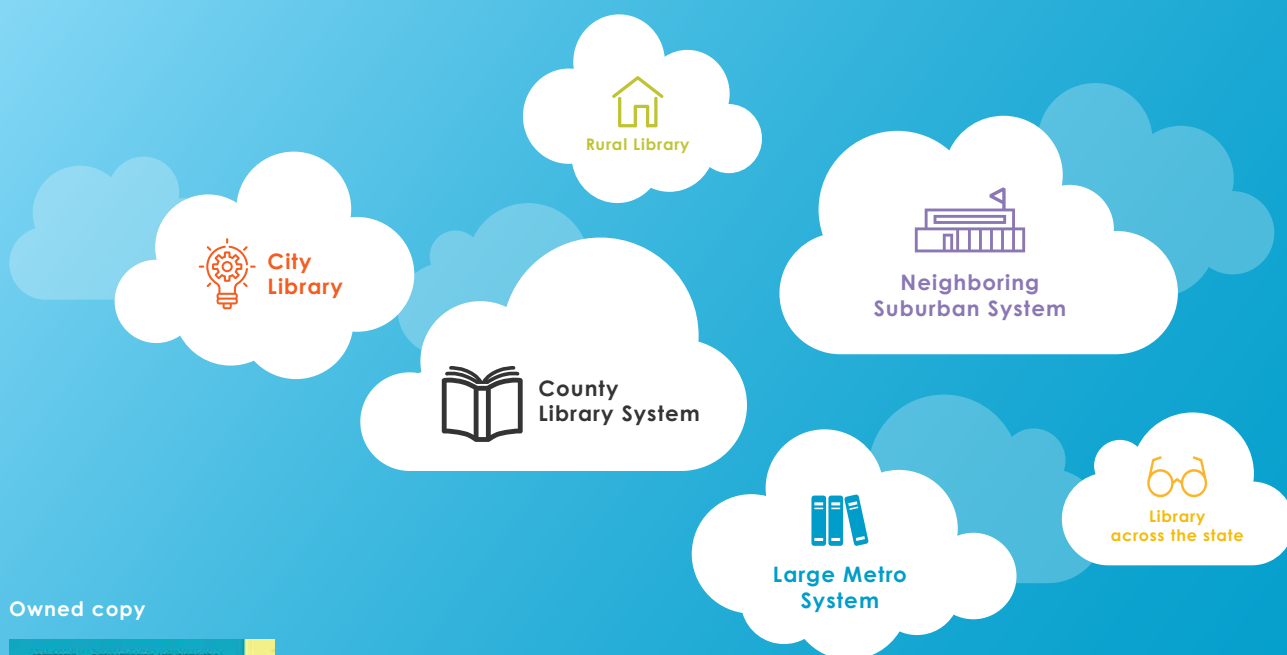 Rural Library
City
Library
Neighboring
Suburban System
County
Library System
Library
across the state
Large Metro
System
Owned copy